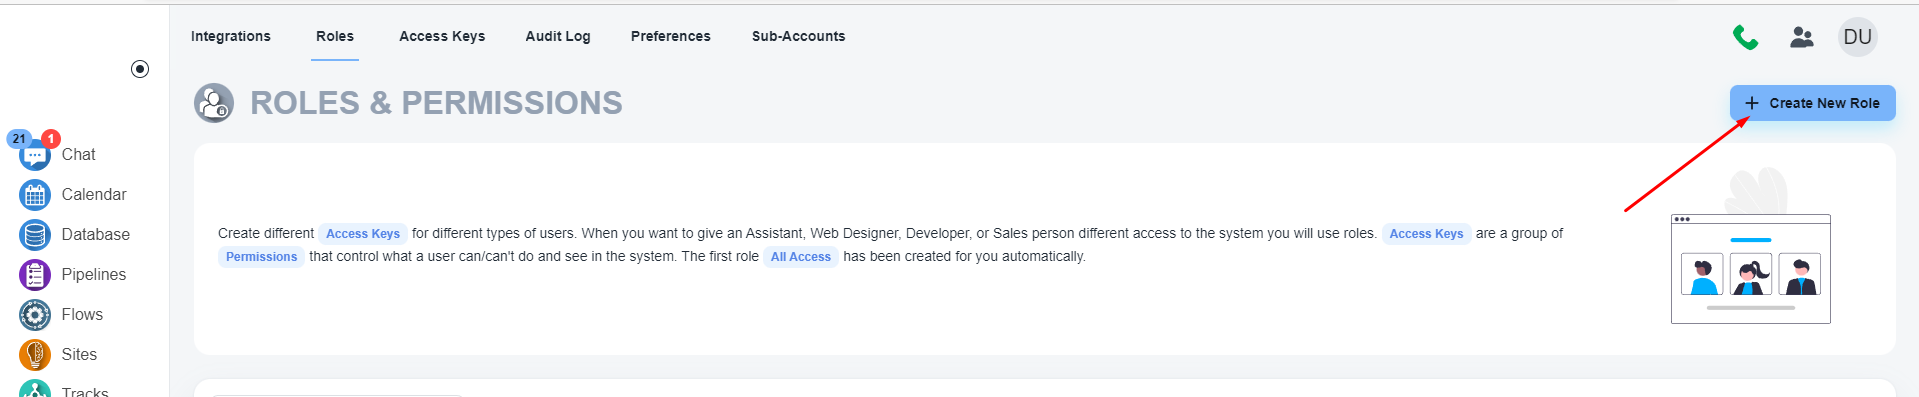 Integrations Roles Access Keys Audit Log Preferences Sub-Accounts DU
ROLES & PERMISSIONS
+ Create New Role
21 1
Chat
Calendar
Database
Pipelines
Flows
Sites
Tracks
Create different Access Keys for different types of users. When you want to give an Assistant, Web Designer, Developer, or Sales person different access to the system you will use roles. Access Keys are a group of
Permissions that control what a user can/can't do and see in the system. The first role All Access has been created for you automatically.